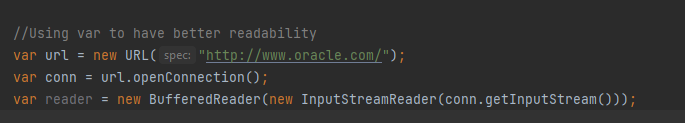 //Using var to have better readability
var url = new URL( spec: "http://www.oracle.com/");
var conn = url.openConnection();
var reader = new BufferedReader(new InputStreamReader(conn.getInputStream()));